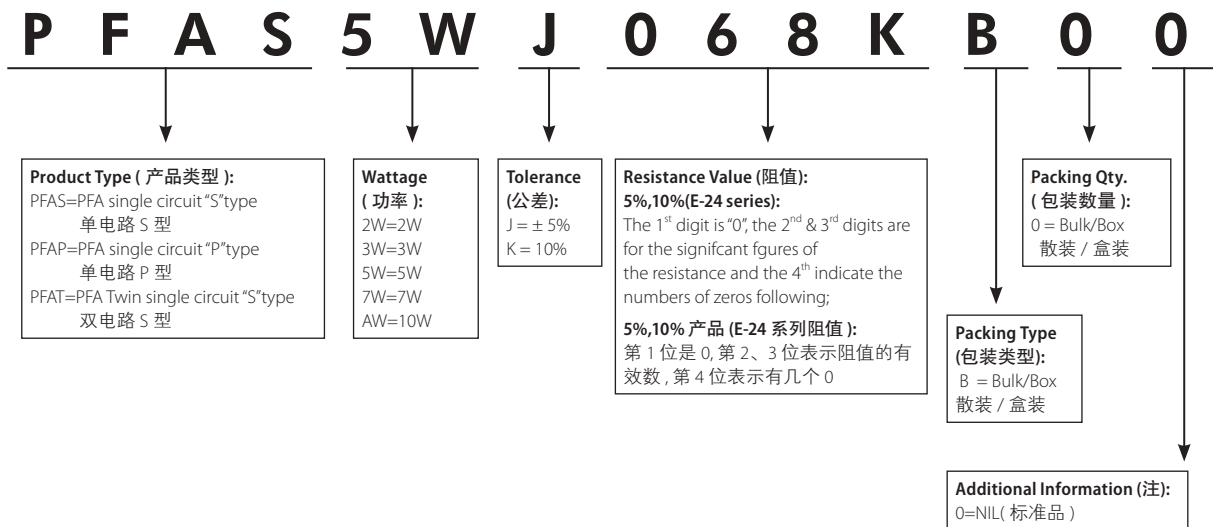 P F A S 5 W J 0 6 8 K B 0 0
Product Type ( 产品类型 ):
PFAS=PFA single circuit “S”type
单电路 S 型
PFAP=PFA single circuit “P”type
单电路 P 型
PFAT=PFA Twin single circuit “S”type
双电路 S 型
Wattage
( 功率 ):
2W=2W
3W=3W
5W=5W
7W=7W
AW=10W
Tolerance
(公差):
J = ± 5%
K = 10%
Resistance Value (阻值):
5%,10%(E-24 series):
The 1st digit is “0”, the 2nd & 3rd digits are
for the signifcant fgures of
the resistance and the 4th indicate the
numbers of zeros following;
5%,10% 产品 (E-24 系列阻值 ):
第 1 位是 0, 第 2、3 位表示阻值的有
效数 , 第 4 位表示有几个 0
Packing Type
(包装类型):
B = Bulk/Box
散装 / 盒装
Packing Qty.
( 包装数量 ):
0 = Bulk/Box
散装 / 盒装
Additional Information (注):
0=NIL( 标准品 )